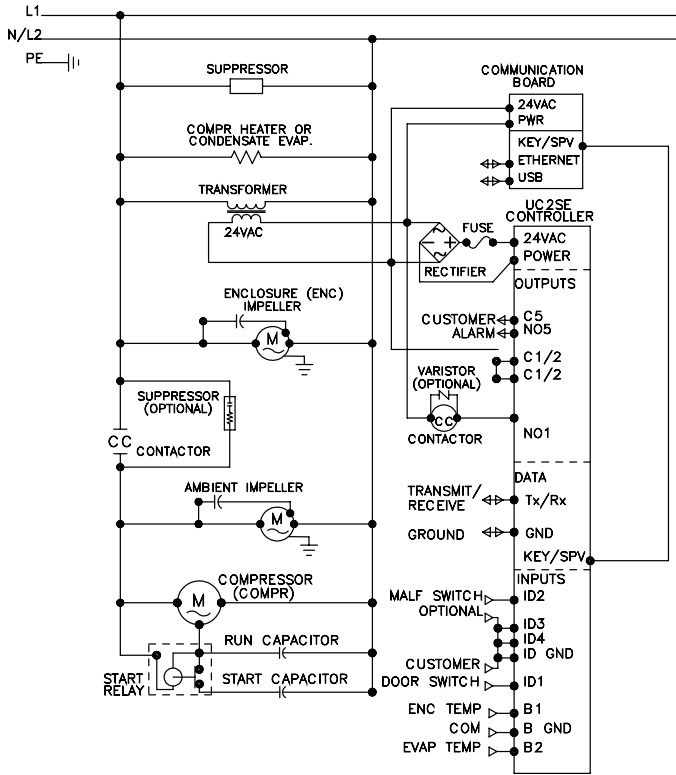 L1
N/L2
PE
SUPPRESSOR
COMMUNICATION
BOARD
24VAC
PWR
KEY/SPV
ETHERNET
USB
COMPR HEATER OR
CONDENSATE EVAP.
TRANSFORMER
24VAC
UC2SE
CONTROLLER
FUSE
24VAC
POWER
RECTIFIER
OUTPUTS
ENCLOSURE (ENC)
IMPELLER
M
CUSTOMER
ALARM
C5
NO5
C1/2
C1/2
VARISTOR
(OPTIONAL)
CC
CONTACTOR
NO1
SUPPRESSOR
(OPTIONAL)
CC
CONTACTOR
DATA
AMBIENT IMPELLER
M
TRANSMIT/
RECEIVE
Tx/Rx
GROUND
GND
KEY/SPV
INPUTS
COMPRESSOR
(COMPR)
M
MALF SWITCH
OPTIONAL
ID2
ID3
ID4
ID GND
CUSTOMER
RUN CAPACITOR
START
RELAY
START CAPACITOR
DOOR SWITCH
ID1
ENC TEMP
B1
COM
B GND
EVAP TEMP
B2